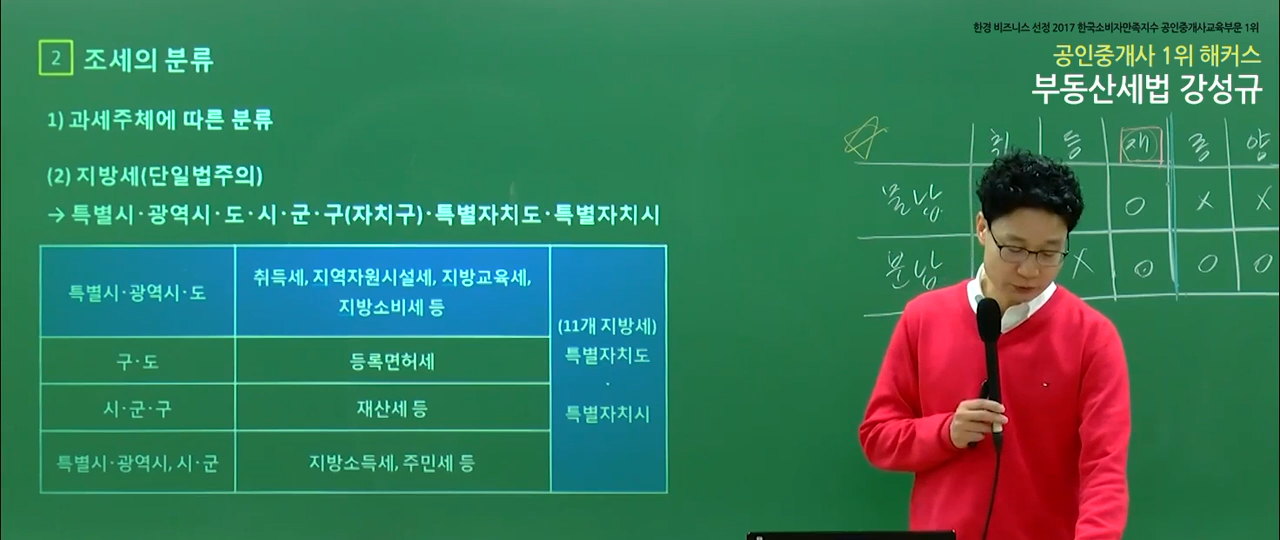 한경 비즈니스 선정 2017 한국소비자만족지수 공인중개사교육부문 1위
공인중개사 1위 해커스
부동산세법 강성규
2 조세의 분류
1) 과세주체에 따른 분류
(2) 지방세(단일법주의)
→ 특별시·광역시·도·시·군·구(자치구)·특별자치도·특별자치시
특별시·광역시·도
취득세, 지역자원시설세, 지방교육세,
지방소비세 등
구·도
등록면허세
시·군·구
재산세 등
특별시·광역시, 시·군
지방소득세, 주민세 등
(11개 지방세)
특별자치도
·
특별자치시
취 등 재 종 양
물납 O X X
분납 X O O O